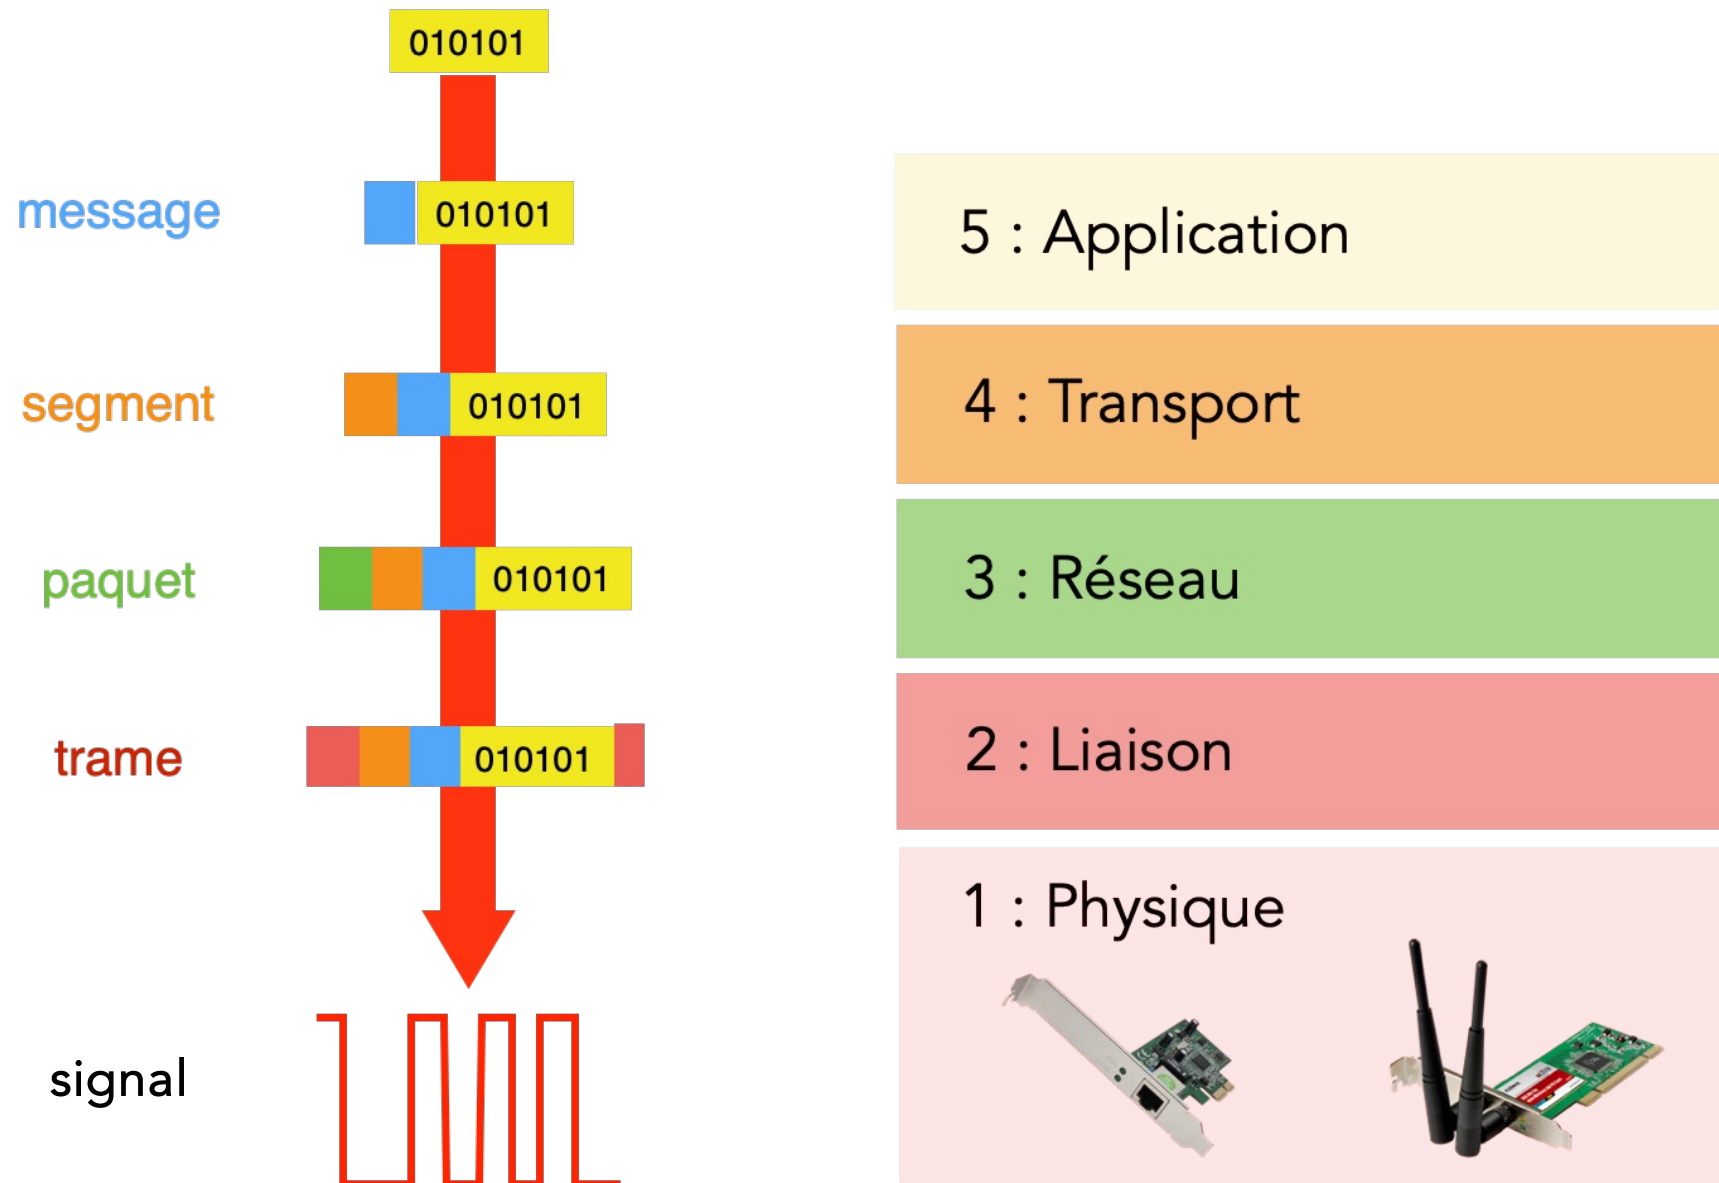 010101
message
010101
5 : Application
segment
010101
4 : Transport
paquet
010101
3 : Réseau
trame
010101
2 : Liaison
1 : Physique
signal